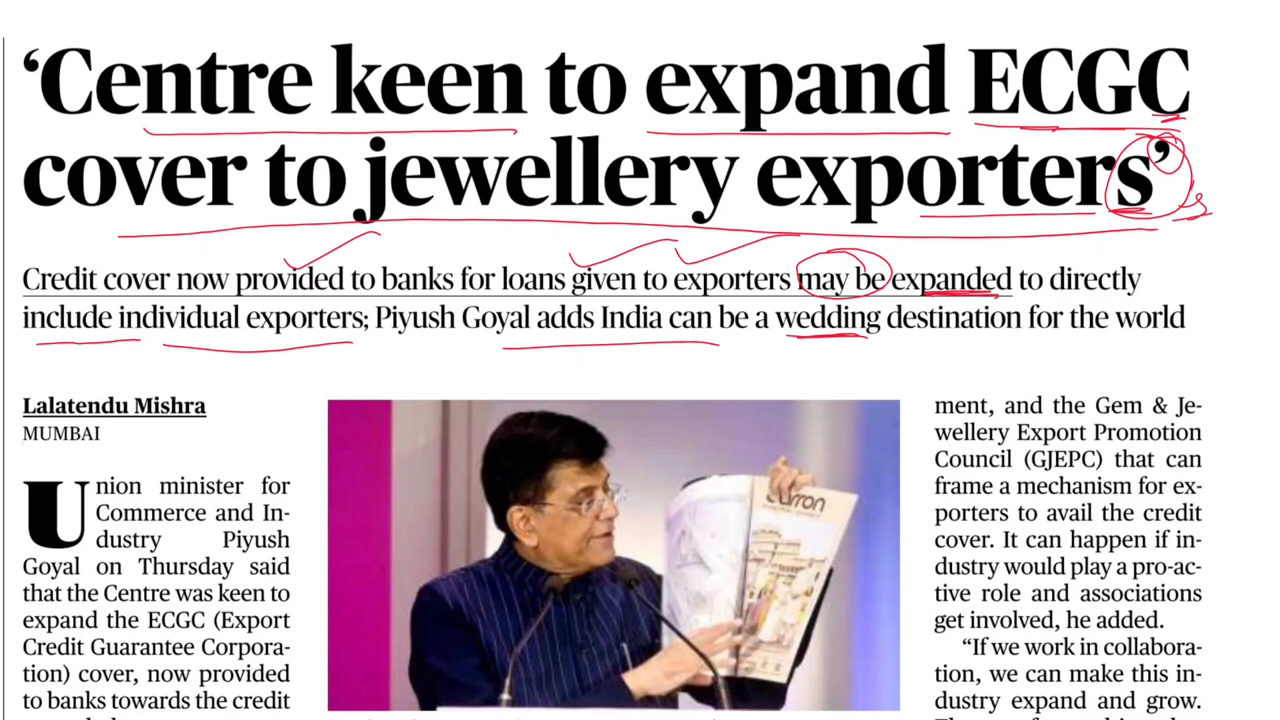 ‘Centre keen to expand ECGC
cover to jewellery exporters’
s
Credit cover now provided to banks for loans given to exporters may be expanded to directly
include individual exporters; Piyush Goyal adds India can be a wedding destination for the world
Lalatendu Mishra
MUMBAI
Union minister for
Commerce and In-
dustry Piyush
Goyal on Thursday said
that the Centre was keen to
expand the ECGC (Export
Credit Guarantee Corpora-
tion) cover, now provided
to banks towards the credit
ment, and the Gem & Je-
wellery Export Promotion
Council (GJEPC) that can
frame a mechanism for ex-
porters to avail the credit
cover. It can happen if in-
dustry would play a pro-ac-
tive role and associations
get involved, he added.
“If we work in collabora-
tion, we can make this in-
dustry expand and grow.